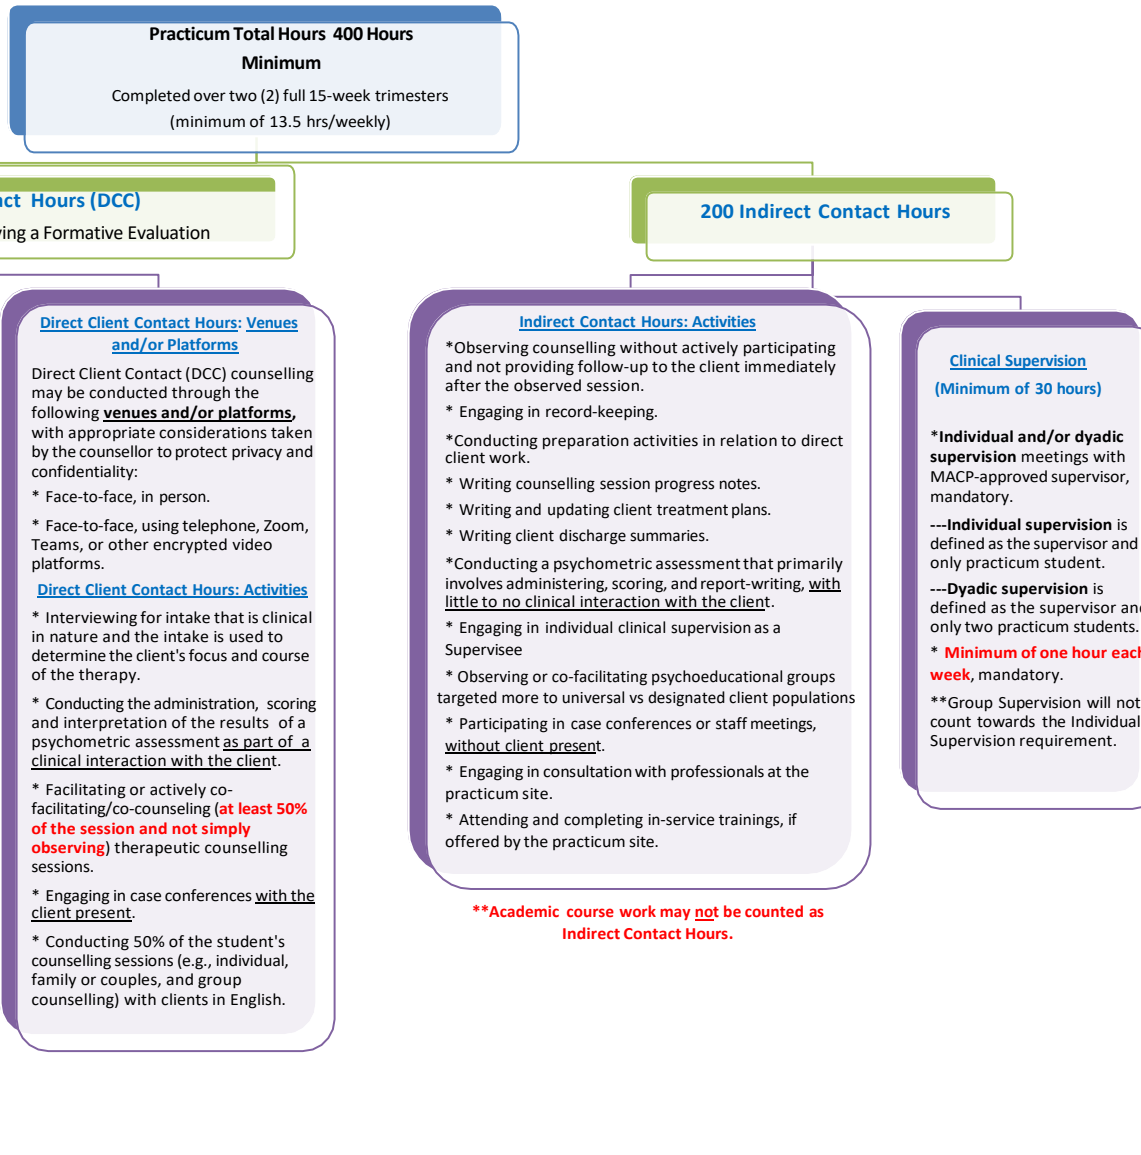 Practicum Total Hours 400 Hours
Minimum
Completed over two (2) full 15-week trimesters
(minimum of 13.5 hrs/weekly)
Hours (DCC)
a Formative Evaluation
200 Indirect Contact Hours
Direct Client Contact Hours: Venues
and/or Platforms
Direct Client Contact (DCC) counselling
may be conducted through the
following venues and/or platforms,
with appropriate considerations taken
by the counsellor to protect privacy and
confidentiality:
* Face-to-face, in person.
* Face-to-face, using telephone, Zoom,
Teams, or other encrypted video
platforms.
Direct Client Contact Hours: Activities
* Interviewing for intake that is clinical
in nature and the intake is used to
determine the client's focus and course
of the therapy.
* Conducting the administration, scoring
and interpretation of the results of a
psychometric assessment as part of a
clinical interaction with the client.
* Facilitating or actively co-
facilitating/co-counseling (at least 50%
of the session and not simply
observing) therapeutic counselling
sessions.
* Engaging in case conferences with the
client present.
* Conducting 50% of the student's
counselling sessions (e.g., individual,
family or couples, and group
counselling) with clients in English.
Indirect Contact Hours: Activities
*Observing counselling without actively participating
and not providing follow-up to the client immediately
after the observed session.
* Engaging in record-keeping.
*Conducting preparation activities in relation to direct
client work.
* Writing counselling session progress notes.
* Writing and updating client treatment plans.
* Writing client discharge summaries.
*Conducting a psychometric assessment that primarily
involves administering, scoring, and report-writing, with
little to no clinical interaction with the client.
* Engaging in individual clinical supervision as a
Supervisee
* Observing or co-facilitating psychoeducational groups
targeted more to universal vs designated client populations
* Participating in case conferences or staff meetings,
without client present.
* Engaging in consultation with professionals at the
practicum site.
* Attending and completing in-service trainings, if
offered by the practicum site.
**Academic course work may not be counted as
Indirect Contact Hours.
Clinical Supervision
(Minimum of 30 hours)
*Individual and/or dyadic
supervision meetings with
MACP-approved supervisor,
mandatory.
---Individual supervision is
defined as the supervisor and
only practicum student.
---Dyadic supervision is
defined as the supervisor and
only two practicum students.
* Minimum of one hour each
week, mandatory.
**Group Supervision will not
count towards the Individual
Supervision requirement.